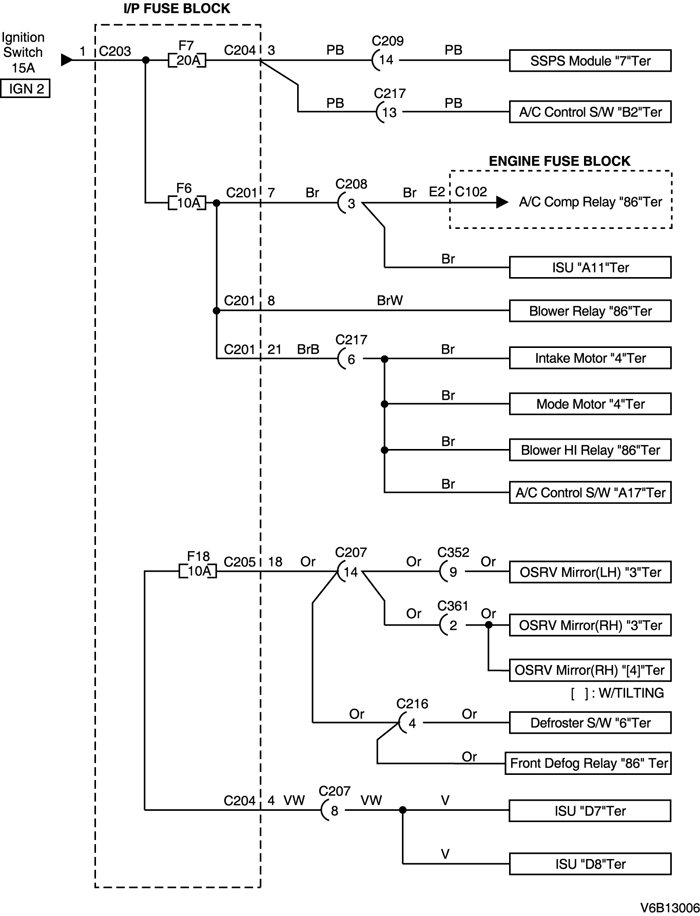 I/P FUSE BLOCK
Ignition
Switch
15A
IGN 2
1 C203
F7
20A
C204 3 PB
C209
14
PB
SSPS Module "7"Ter
PB
C217
13
PB
A/C Control S/W "B2"Ter
ENGINE FUSE BLOCK
F6
10A
C201 7 Br
C208
3
Br E2 C102
A/C Comp Relay "86"Ter
Br
ISU "A11"Ter
C201 8 BrW
Blower Relay "86"Ter
C201 21 BrB
C217
6
Br
Intake Motor "4"Ter
Br
Mode Motor "4"Ter
Br
Blower HI Relay "86"Ter
Br
A/C Control S/W "A17"Ter
F18
10A
C205 18 Or
C207
14
Or
C352
9
Or
OSRV Mirror(LH) "3"Ter
Or
C361
2
Or
OSRV Mirror(RH) "3"Ter
OSRV Mirror(RH) "[4]"Ter
[ ] : W/TILTING
Or
C216
4
Or
Defroster S/W "6"Ter
Or
Front Defog Relay "86" Ter
C204 4 VW
C207
8
VW
V
ISU "D7"Ter
V
ISU "D8"Ter
V6B13006